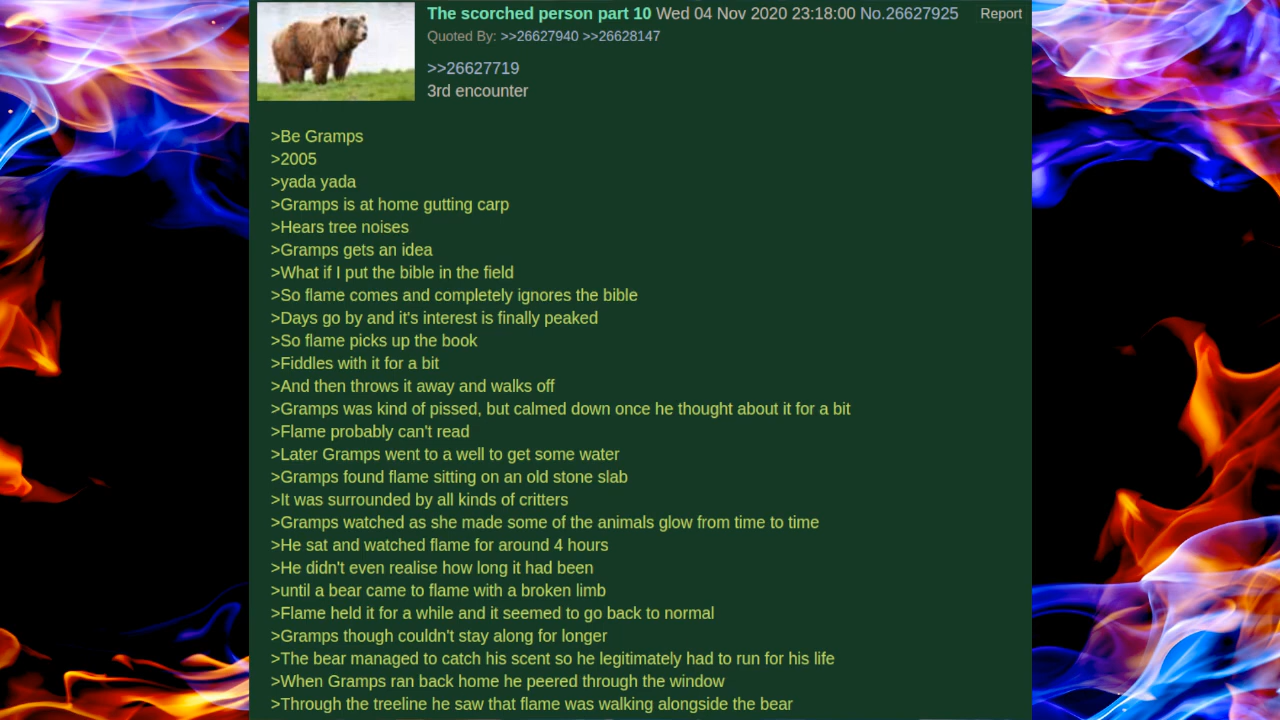 The scorched person part 10 Wed 04 Nov 2020 23:18:00 No.26627925 Report
Quoted By: >>26627940 >>26628147
>>26627719
3rd encounter
>Be Gramps
>2005
>yada yada
>Gramps is at home gutting carp
>Hears tree noises
>Gramps gets an idea
>What if I put the bible in the field
>So flame comes and completely ignores the bible
>Days go by and it's interest is finally peaked
>So flame picks up the book
>Fiddles with it for a bit
>And then throws it away and walks off
>Gramps was kind of pissed, but calmed down once he thought about it for a bit
>Flame probably can't read
>Later Gramps went to a well to get some water
>Gramps found flame sitting on an old stone slab
>It was surrounded by all kinds of critters
>Gramps watched as she made some of the animals glow from time to time
>He sat and watched flame for around 4 hours
>He didn't even realise how long it had been
>until a bear came to flame with a broken limb
>Flame held it for a while and it seemed to go back to normal
>Gramps though couldn't stay along for longer
>The bear managed to catch his scent so he legitimately had to run for his life
>When Gramps ran back home he peered through the window
>Through the treeline he saw that flame was walking alongside the bear